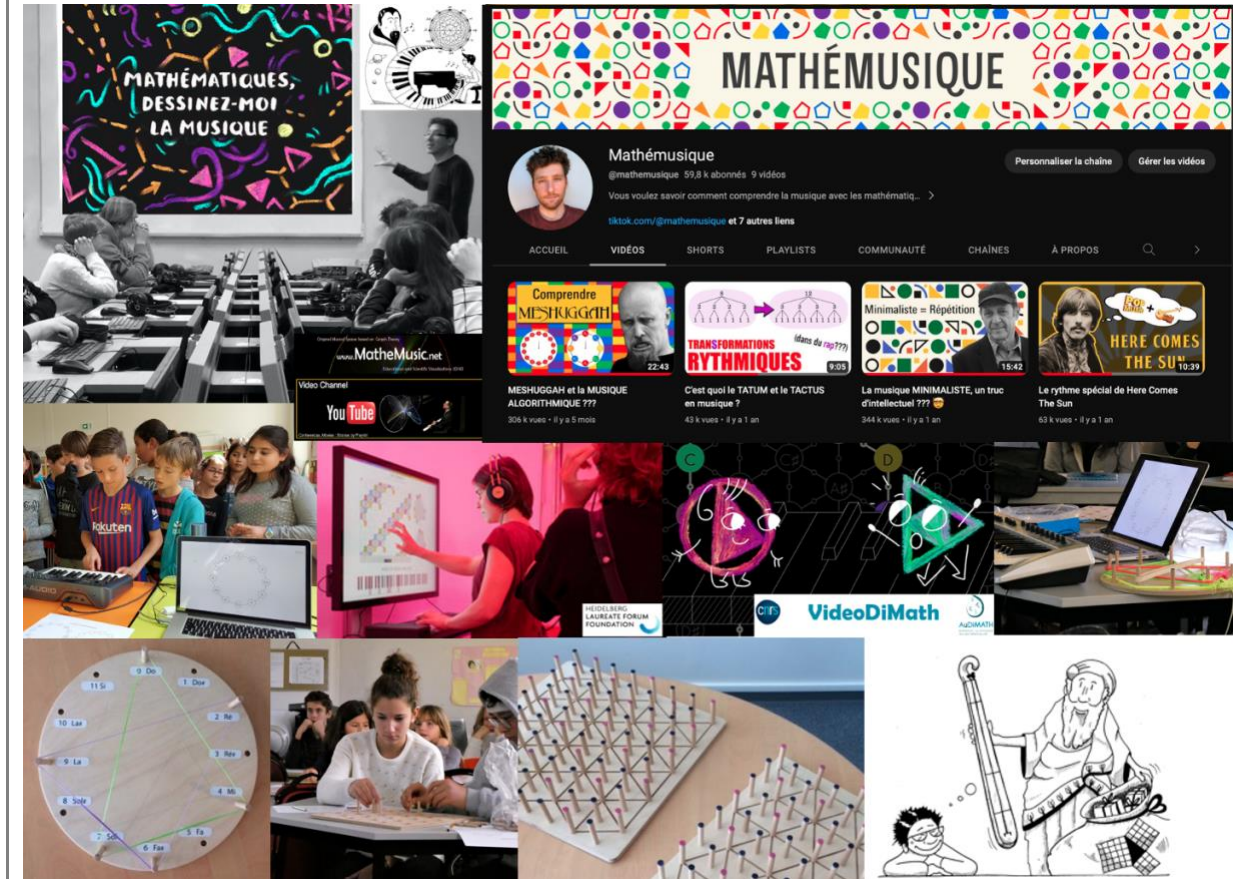 MATHÉMATIQUES,
DESSINEZ-MOI
LA MUSIQUE
MATHÉMUSIQUE
Mathémusique
@mathemusique 59,8 k abonnés 9 vidéos
Vous voulez savoir comment comprendre la musique avec les mathématiq...
tiktok.com/@mathemusique et 7 autres liens
Personnaliser la chaîne
Gérer les vidéos
ACCUEIL
VIDÉOS
SHORTS
PLAYLISTS
COMMUNAUTÉ
CHAÎNES
À PROPOS
Comprendre
MESHUGGAH
22:43
MESHUGGAH et la MUSIQUE
ALGORITHMIQUE ???
306 k vues • il y a 5 mois
TRANSFORMATIONS
(dans du rap???)
RYTHMIQUES
9:05
C'est quoi le TATUM et le TACTUS
en musique ?
43 k vues • il y a 1 an
Minimaliste = Répétition
15:42
La musique MINIMALISTE, un truc
d'intellectuel ??? 🤓
344 k vues • il y a 1 an
HERE COMES
THE SUN
10:39
Le rythme spécial de Here Comes
The Sun
63 k vues • il y a 1 an
www.MatheMusic.net
Video Channel
YouTube
Rakuten
M-AUDIO
HEIDELBERG
LAUREATE FORUM
FOUNDATION
C
C♯
D
D♯
A♯
cnrs
VideoDiMath
AuDiMATH
0 Do
1 Do#
2 Ré
3 Ré#
4 Mi
5 Fa
6 Fa#
7 Sol
8 Sol#
9 La
10 La#
11 Si